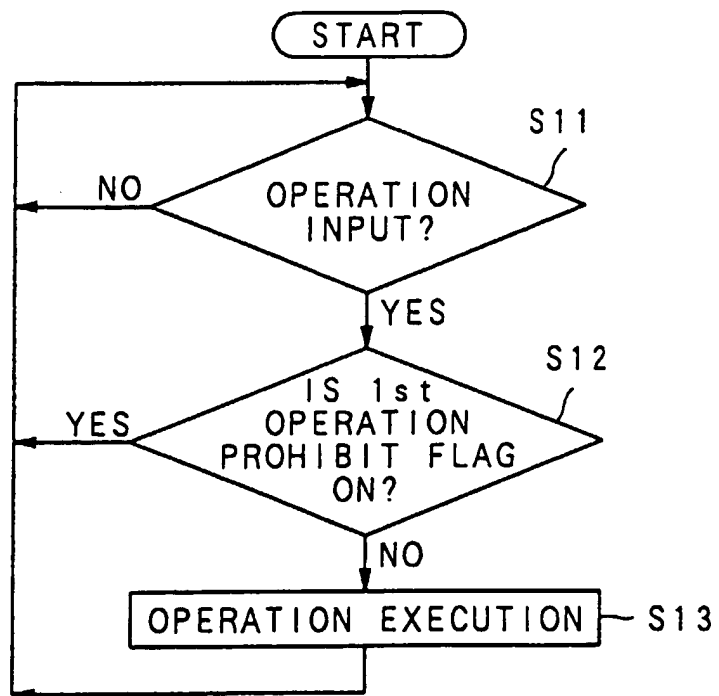 START
S11
NO
OPERATION
INPUT?
YES
S12
IS 1st
YES
OPERATION
PROHIBIT FLAG
ON?
NO
OPERATION EXECUTION
S13